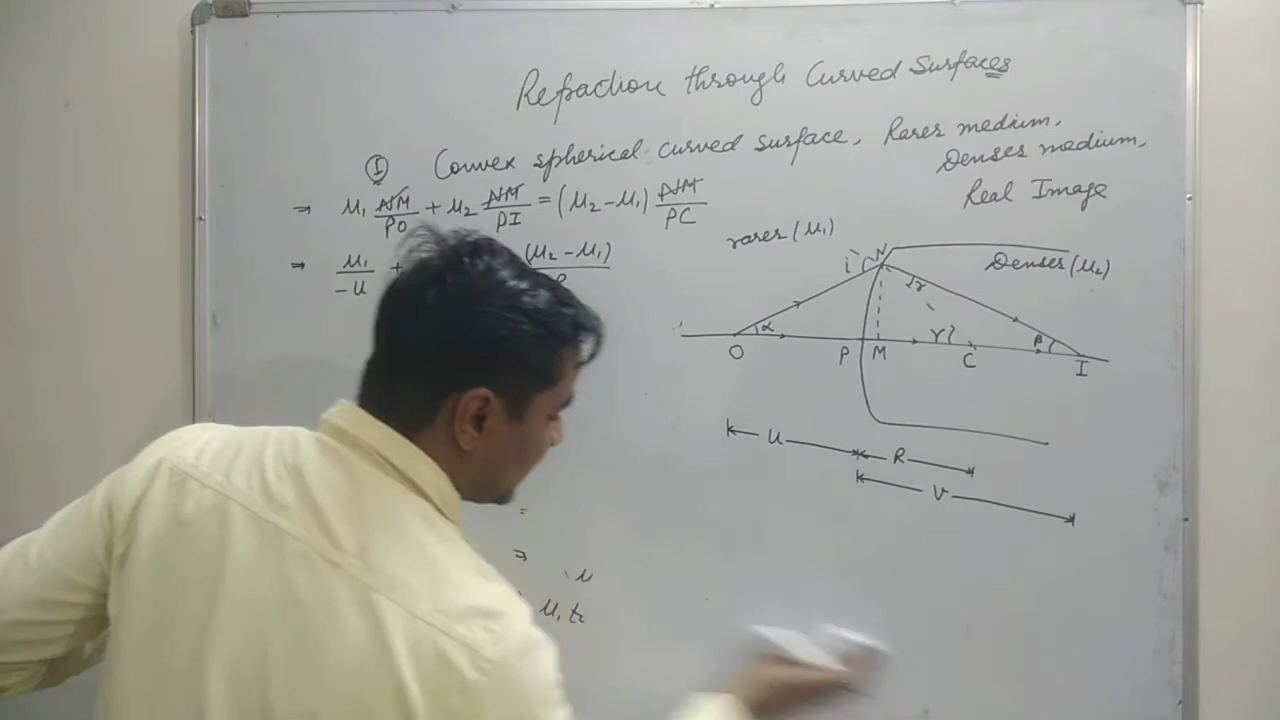 Refraction through Curved Surfaces
I Convex spherical curved surface, Rarer medium,
Denser medium,
Real Image
⇒ μ₁ NM/PO + μ₂ NM/PI = (μ₂ - μ₁) NM/PC
⇒ μ₁/-u + (μ₂ - μ₁)
rarer (μ₁)
Denser (μ₂)
i N r
α γ β
O P M C I
u R
v
=
⇒ μ
μ₁